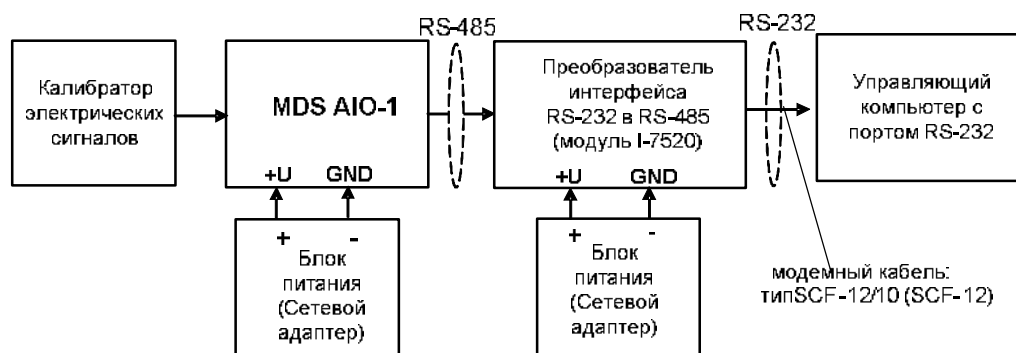 RS-485
RS-232
Калибратор
электрических
сигналов
MDS AIO-1
+U GND
Преобразователь
интерфейса
RS-232 в RS-485
(модуль I-7520)
+U GND
Управляющий
компьютер с
портом RS-232
+ -
Блок
питания
(Сетевой
адаптер)
+ -
Блок
питания
(Сетевой
адаптер)
модемный кабель:
типSCF-12/10 (SCF-12)